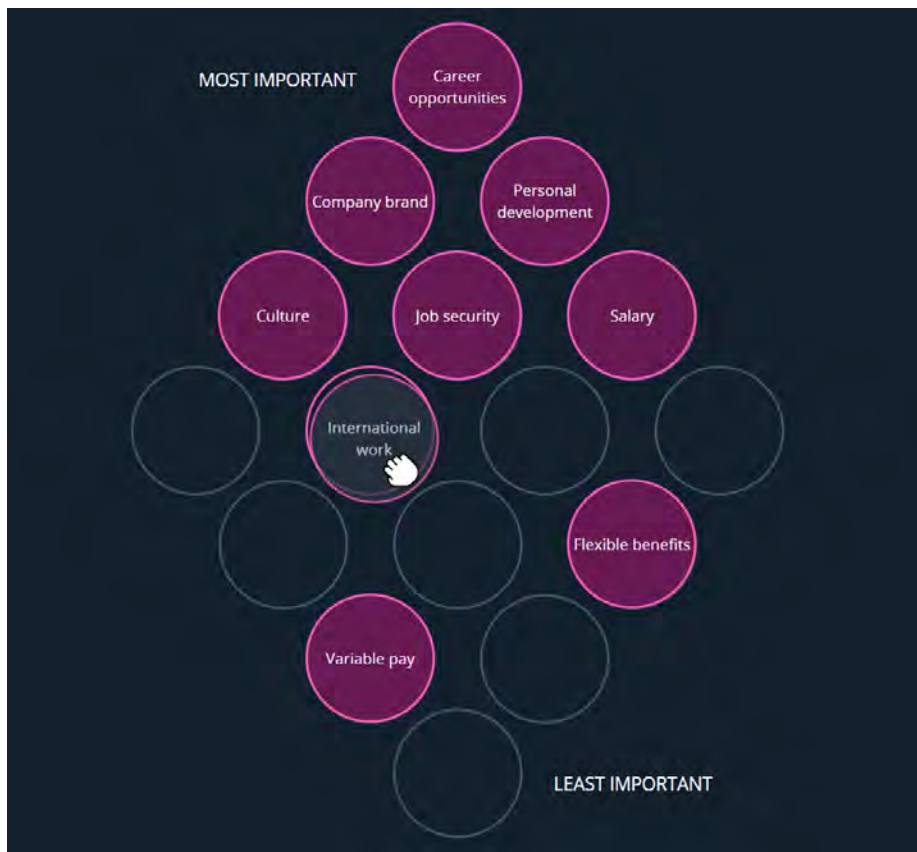 MOST IMPORTANT
Career
opportunities
Company brand
Personal
development
Culture
Job security
Salary
International
work
Flexible benefits
Variable pay
LEAST IMPORTANT